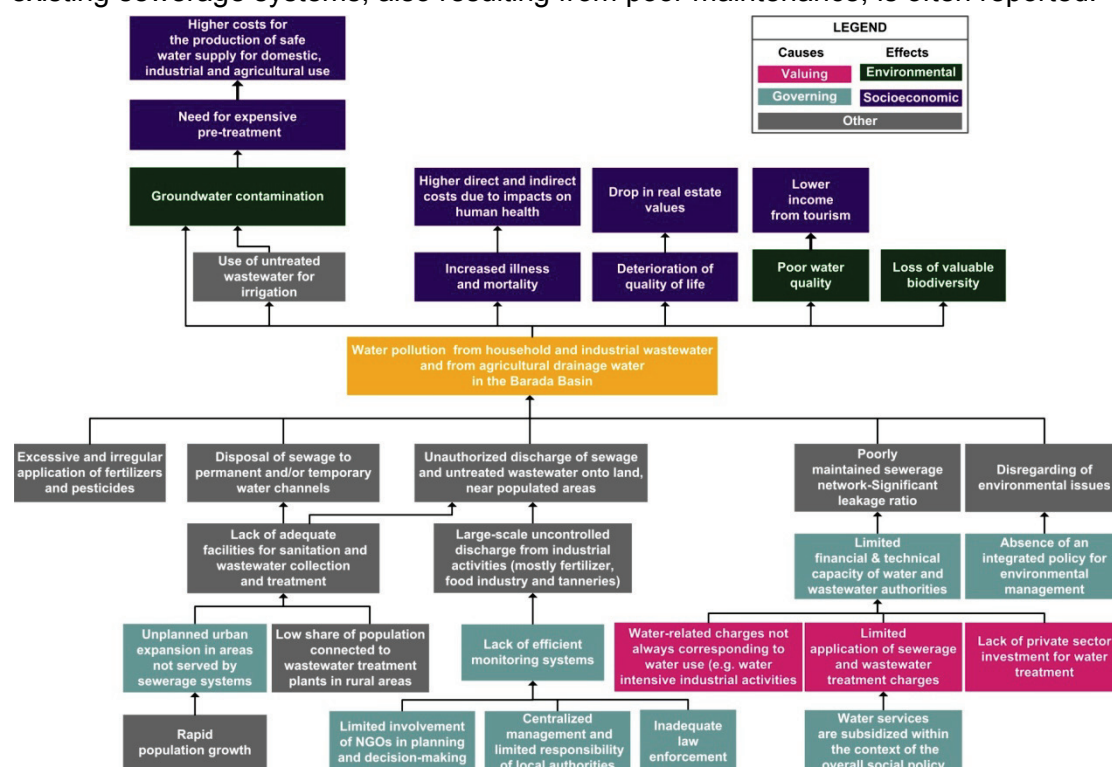 existing sewerage systems, also resulting from poor maintenance, is often reported.
Higher costs for
the production of safe
water supply for domestic,
industrial and agricultural use
LEGEND
Causes
Effects
Valuing
Environmental
Governing
Socioeconomic
Other
Need for expensive
pre-treatment
Groundwater contamination
Higher direct and indirect
costs due to impacts on
human health
Drop in real estate
values
Lower
income
from tourism
Use of untreated
wastewater for
irrigation
Increased illness
and mortality
Deterioration of
quality of life
Poor water
quality
Loss of valuable
biodiversity
Water pollution from household and industrial wastewater
and from agricultural drainage water
in the Barada Basin
Excessive and irregular
application of fertilizers
and pesticides
Disposal of sewage to
permanent and/or temporary
water channels
Unauthorized discharge of sewage
and untreated wastewater onto land,
near populated areas
Poorly
maintained sewerage
network-Significant
leakage ratio
Disregarding of
environmental issues
Lack of adequate
facilities for sanitation and
wastewater collection
and treatment
Large-scale uncontrolled
discharge from industrial
activities (mostly fertilizer,
food industry and tanneries)
Limited
financial & technical
capacity of water and
wastewater authorities
Absence of an
integrated policy for
environmental
management
Unplanned urban
expansion in areas
not served by
sewerage systems
Low share of population
connected to
wastewater treatment
plants in rural areas
Lack of efficient
monitoring systems
Water-related charges not
always corresponding to
water use (e.g. water
intensive industrial activities
Limited
application of sewerage
and wastewater
treatment charges
Lack of private sector
investment for water
treatment
Rapid
population growth
Limited involvement
of NGOs in planning
and decision-making
Centralized
management and
limited responsibility
of local authorities
Inadequate
law
enforcement
Water services
are subsidized within
the context of the
overall social policy